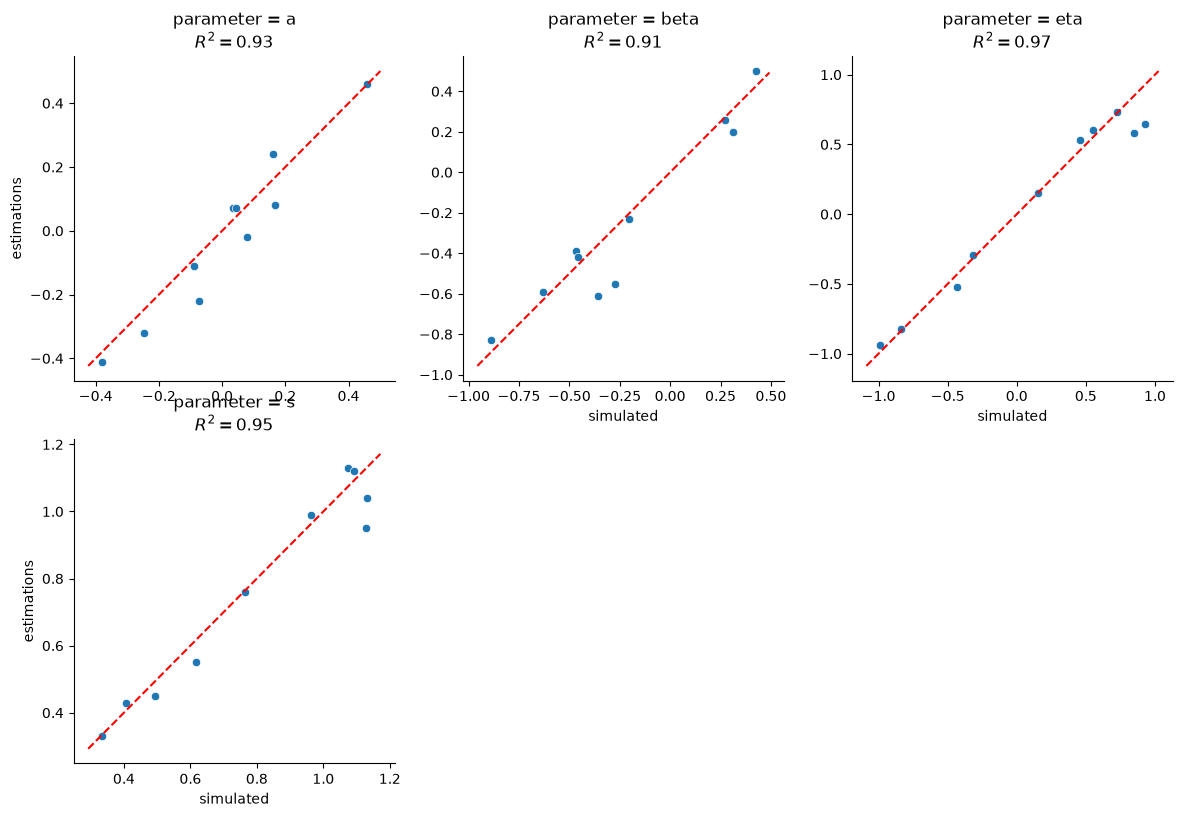 parameter = a
R² = 0.93
parameter = beta
R² = 0.91
parameter = eta
R² = 0.97
estimations
0.4
0.2
0.0
−0.2
−0.4
−0.4 −0.2 0.0 0.2 0.4
0.4
0.2
0.0
−0.2
−0.4
−0.6
−0.8
−1.0
−1.00 −0.75 −0.50 −0.25 0.00 0.25 0.50
simulated
1.0
0.5
0.0
−0.5
−1.0
−1.0 −0.5 0.0 0.5 1.0
simulated
parameter = s
R² = 0.95
estimations
1.2
1.0
0.8
0.6
0.4
0.4 0.6 0.8 1.0 1.2
simulated